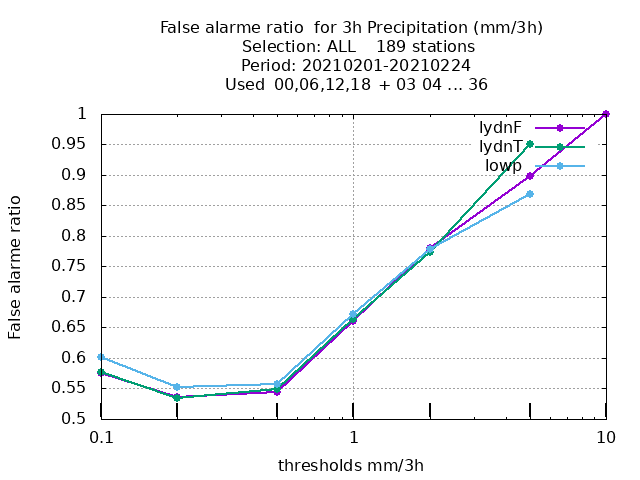 False alarme ratio  for 3h Precipitation (mm/3h)
Selection: ALL    189 stations
Period: 20210201-20210224
Used  00,06,12,18  + 03 04 ... 36
lydnF
lydnT
lowp
False alarme ratio
1
0.95
0.9
0.85
0.8
0.75
0.7
0.65
0.6
0.55
0.5
0.1
1
10
thresholds mm/3h